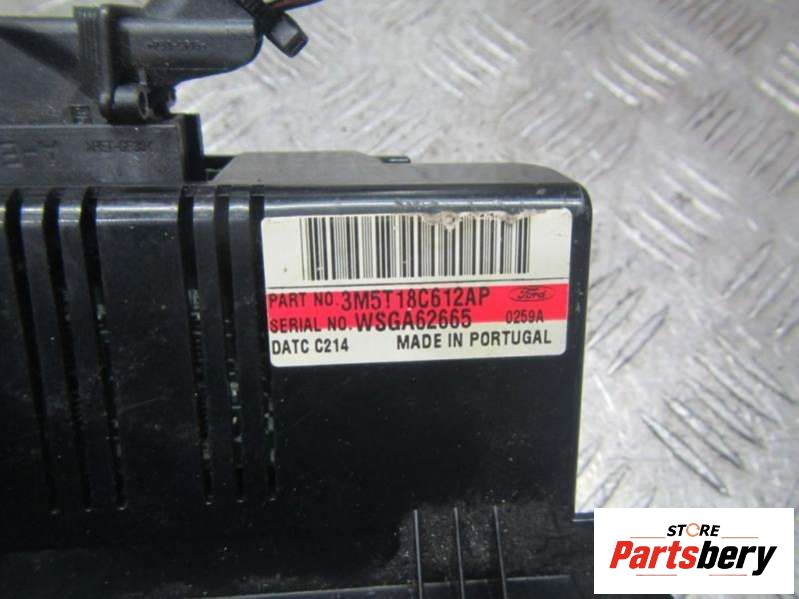 PART NO. 3M5T18C612AP Ford
SERIAL NO. WSGA62665 0259A
DATC C214 MADE IN PORTUGAL
STORE
Partsbery